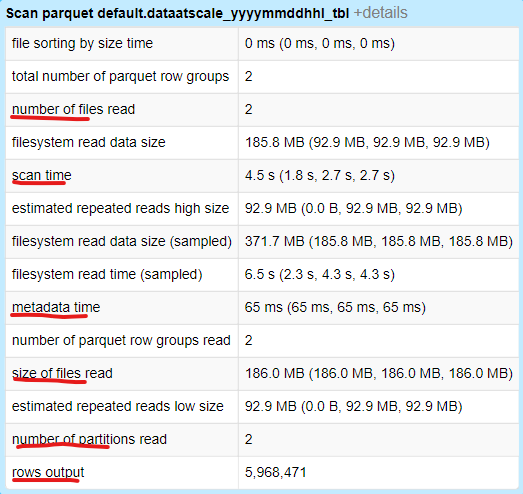 Scan parquet default.dataatscale_yyyymmddhhI_tbl +details
file sorting by size time 0 ms (0 ms, 0 ms, 0 ms)
total number of parquet row groups 2
number of files read 2
filesystem read data size 185.8 MB (92.9 MB, 92.9 MB, 92.9 MB)
scan time 4.5 s (1.8 s, 2.7 s, 2.7 s)
estimated repeated reads high size 92.9 MB (0.0 B, 92.9 MB, 92.9 MB)
filesystem read data size (sampled) 371.7 MB (185.8 MB, 185.8 MB, 185.8 MB)
filesystem read time (sampled) 6.5 s (2.3 s, 4.3 s, 4.3 s)
metadata time 65 ms (65 ms, 65 ms, 65 ms)
number of parquet row groups read 2
size of files read 186.0 MB (186.0 MB, 186.0 MB, 186.0 MB)
estimated repeated reads low size 92.9 MB (0.0 B, 92.9 MB, 92.9 MB)
number of partitions read 2
rows output 5,968,471